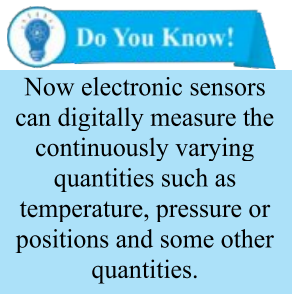 Do You Know!
Now electronic sensors
can digitally measure the
continuously varying
quantities such as
temperature, pressure or
positions and some other
quantities.